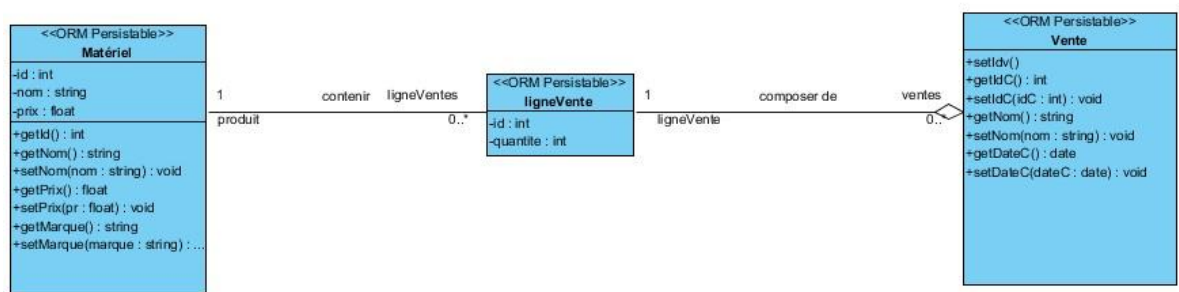 <<ORM Persistable>>
Matériel
-id : int
-nom : string
-prix : float
+getId() : int
+getNom() : string
+setNom(nom : string) : void
+getPrix() : float
+setPrix(pr : float) : void
+getMarque() : string
+setMarque(marque : string) : ...
1
contenir
ligneVentes
produit
0..*
<<ORM Persistable>>
ligneVente
-id : int
-quantite : int
1
composer de
ventes
ligneVente
0..*
<<ORM Persistable>>
Vente
+setIdv()
+getIdC() : int
+setIdC(idC : int) : void
+getNom() : string
+setNom(nom : string) : void
+getDateC() : date
+setDateC(dateC : date) : void